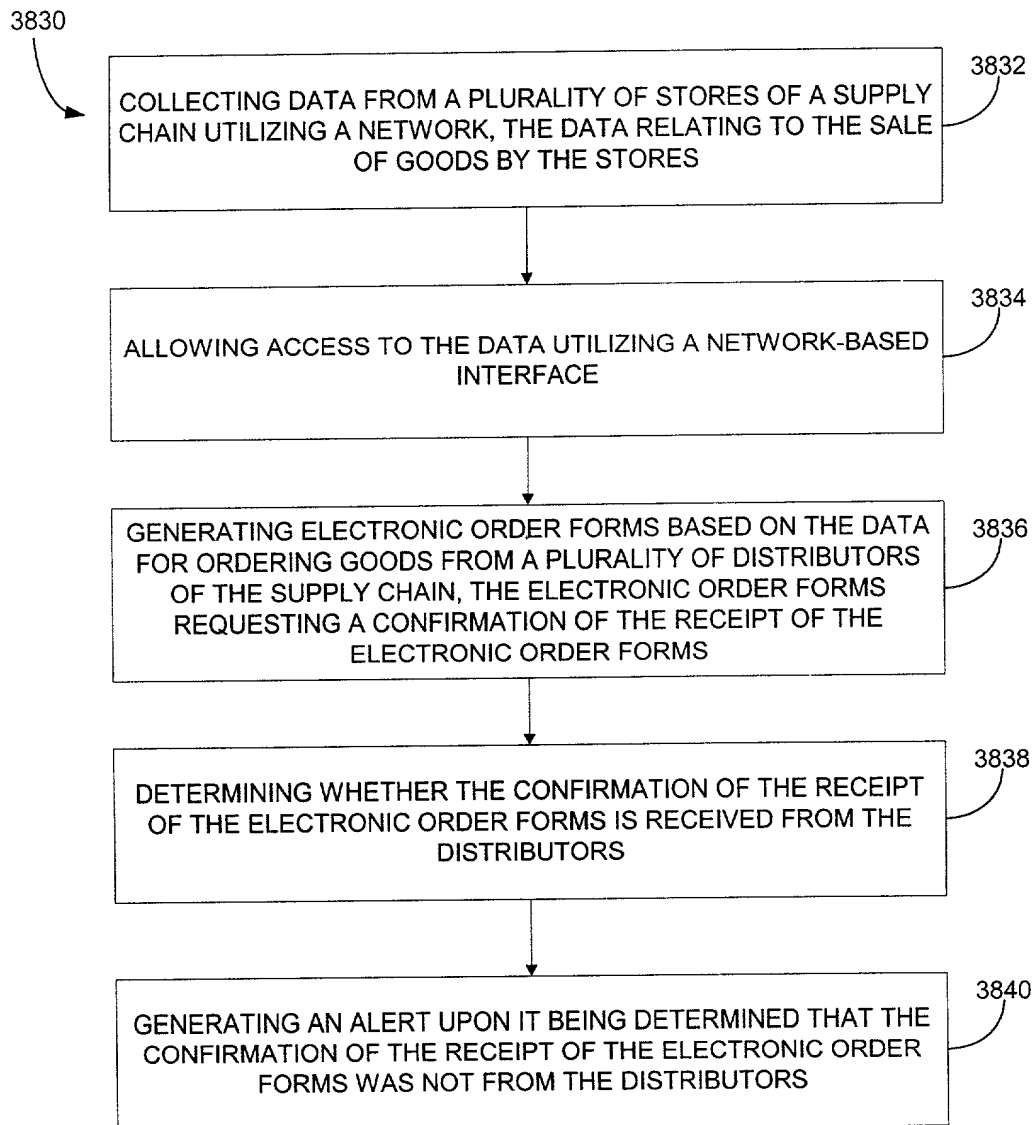 3830
3832
COLLECTING DATA FROM A PLURALITY OF STORES OF A SUPPLY
CHAIN UTILIZING A NETWORK, THE DATA RELATING TO THE SALE
OF GOODS BY THE STORES
3834
ALLOWING ACCESS TO THE DATA UTILIZING A NETWORK-BASED
INTERFACE
3836
GENERATING ELECTRONIC ORDER FORMS BASED ON THE DATA
FOR ORDERING GOODS FROM A PLURALITY OF DISTRIBUTORS
OF THE SUPPLY CHAIN, THE ELECTRONIC ORDER FORMS
REQUESTING A CONFIRMATION OF THE RECEIPT OF THE
ELECTRONIC ORDER FORMS
3838
DETERMINING WHETHER THE CONFIRMATION OF THE RECEIPT
OF THE ELECTRONIC ORDER FORMS IS RECEIVED FROM THE
DISTRIBUTORS
3840
GENERATING AN ALERT UPON IT BEING DETERMINED THAT THE
CONFIRMATION OF THE RECEIPT OF THE ELECTRONIC ORDER
FORMS WAS NOT FROM THE DISTRIBUTORS